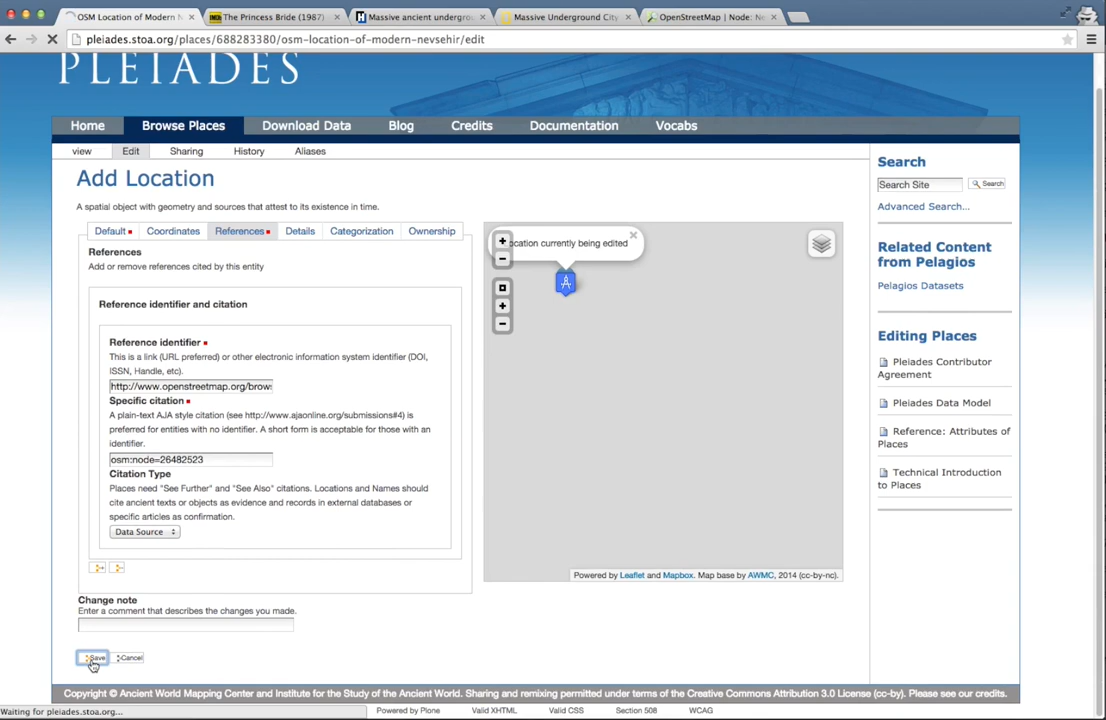 OSM Location of Modern N
The Princess Bride (1987)
Massive ancient undergrou
Massive Underground City
OpenStreetMap | Node: Ne
pleiades.stoa.org/places/688283380/osm-location-of-modern-nevsehir/edit
PLEIADES
Home Browse Places Download Data Blog Credits Documentation Vocabs
view Edit Sharing History Aliases
Add Location
A spatial object with geometry and sources that attest to its existence in time.
Default Coordinates References Details Categorization Ownership
References
Add or remove references cited by this entity
Reference identifier and citation
Reference identifier
This is a link (URL preferred) or other electronic information system identifier (DOI,
ISSN, Handle, etc).
http://www.openstreetmap.org/brows
Specific citation
A plain-text AJA style citation (see http://www.ajaonline.org/submissions#4) is
preferred for entities with no identifier. A short form is acceptable for those with an
identifier.
osm:node=26482523
Citation Type
Places need "See Further" and "See Also" citations. Locations and Names should
cite ancient texts or objects as evidence and records in external databases or
specific articles as confirmation.
Data Source
Change note
Enter a comment that describes the changes you made.
Save Cancel
ocation currently being edited
+
−
+
−
Powered by Leaflet and Mapbox. Map base by AWMC, 2014 (cc-by-nc).
Search
Search Site Search
Advanced Search...
Related Content
from Pelagios
Pelagios Datasets
Editing Places
Pleiades Contributor
Agreement
Pleiades Data Model
Reference: Attributes of
Places
Technical Introduction
to Places
Copyright © Ancient World Mapping Center and Institute for the Study of the Ancient World. Sharing and remixing permitted under terms of the Creative Commons Attribution 3.0 License (cc-by). Please see our credits.
Waiting for pleiades.stoa.org...
Powered by Plone Valid XHTML Valid CSS Section 508 WCAG